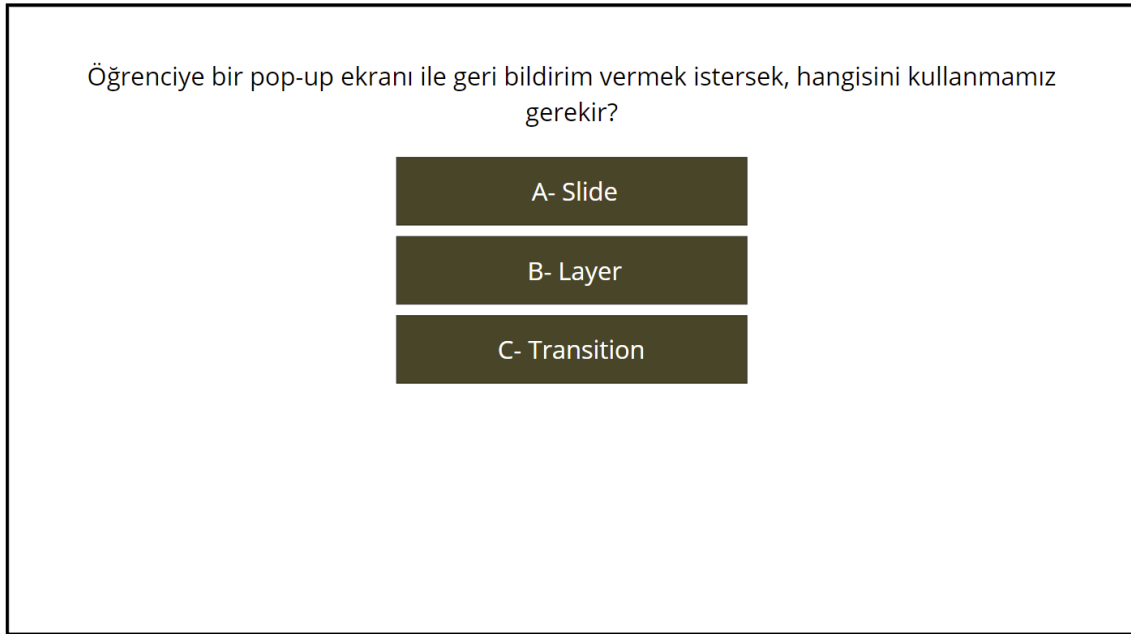 Öğrenciye bir pop-up ekranı ile geri bildirim vermek istersek, hangisini kullanmamız
gerekir?
A- Slide
B- Layer
C- Transition